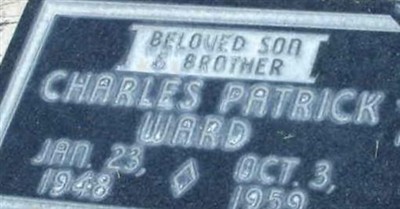 BELOVED SON
& BROTHER
CHARLES PATRICK
WARD
JAN. 23, OCT. 3,
1948 1959